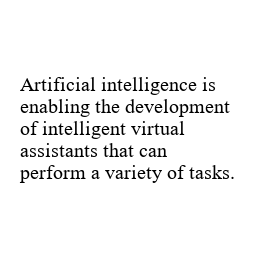 Artificial intelligence is
enabling the development
of intelligent virtual
assistants that can
perform a variety of tasks.